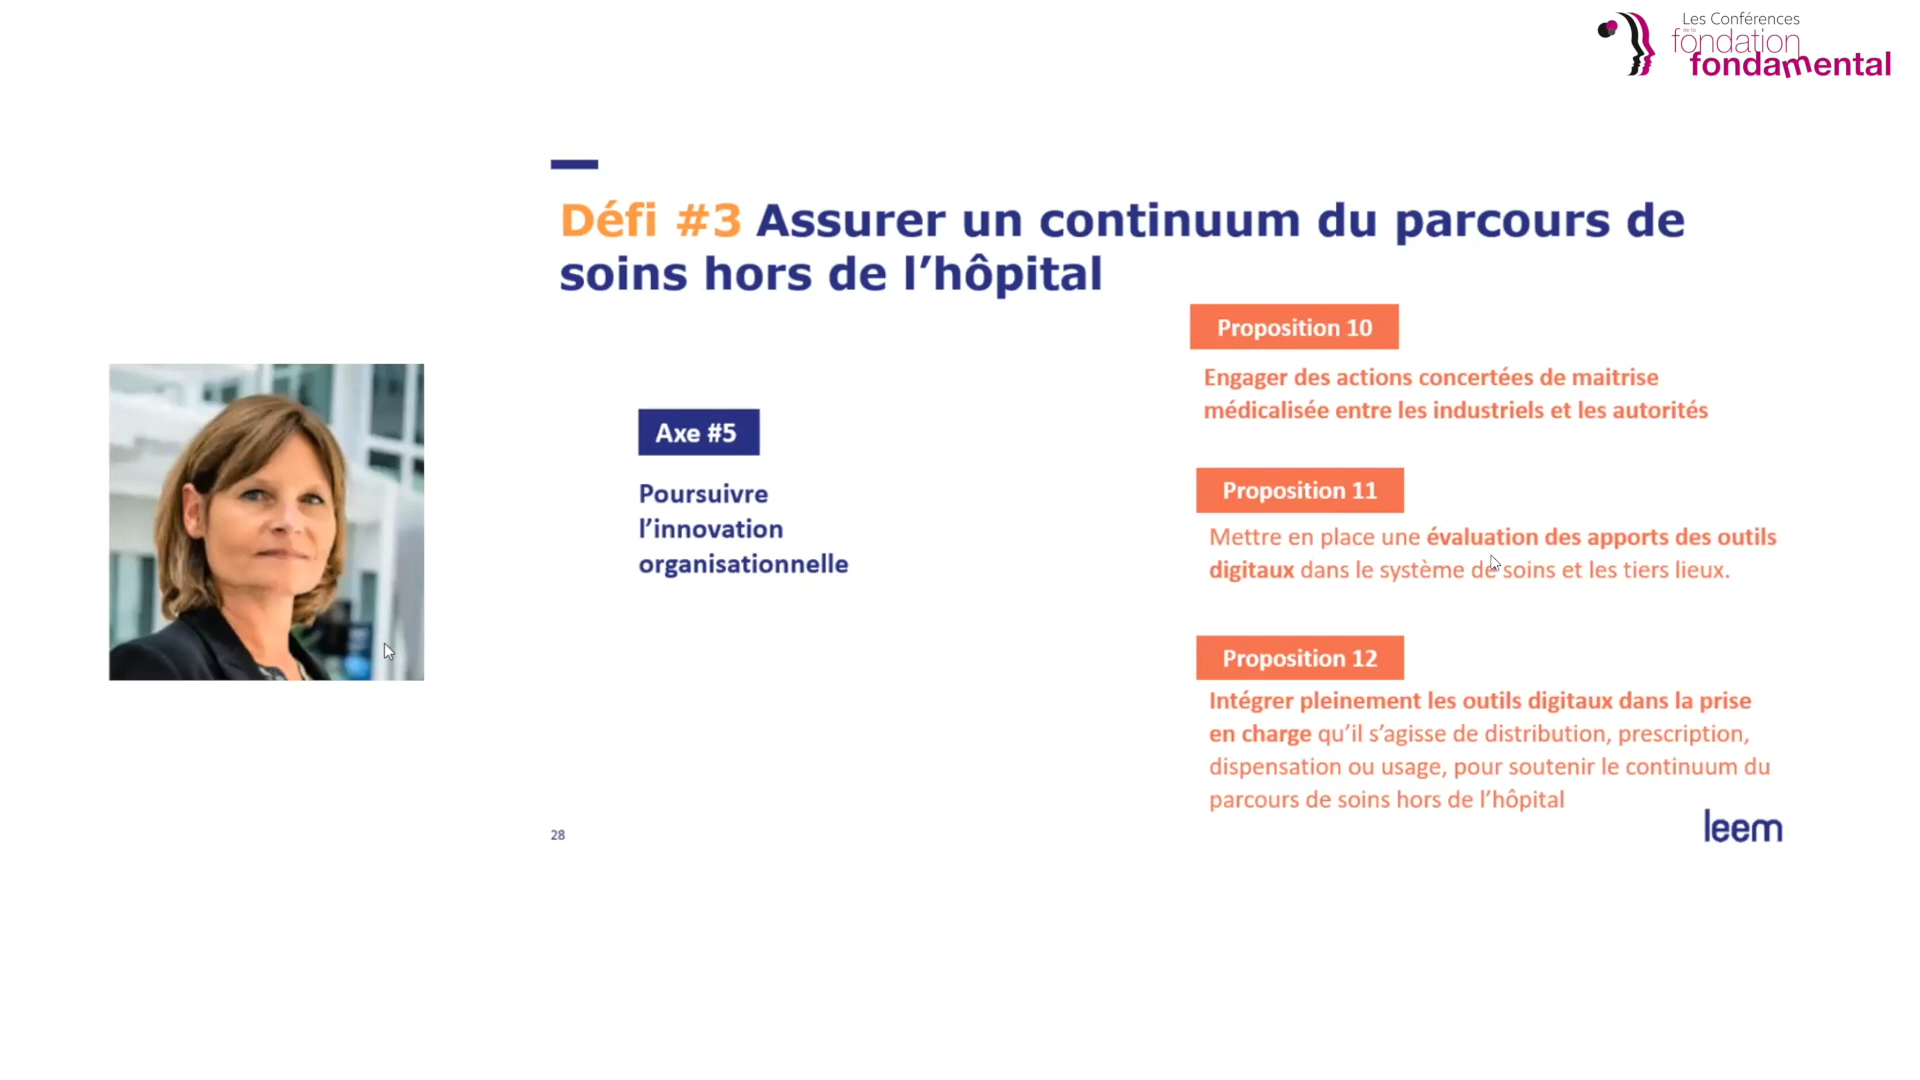 Les Conférences
de la
fondation
fondamental
Défi #3 Assurer un continuum du parcours de
soins hors de l’hôpital
Axe #5
Poursuivre
l’innovation
organisationnelle
Proposition 10
Engager des actions concertées de maitrise
médicalisée entre les industriels et les autorités
Proposition 11
Mettre en place une évaluation des apports des outils
digitaux dans le système de soins et les tiers lieux.
Proposition 12
Intégrer pleinement les outils digitaux dans la prise
en charge qu’il s’agisse de distribution, prescription,
dispensation ou usage, pour soutenir le continuum du
parcours de soins hors de l’hôpital
28
leem